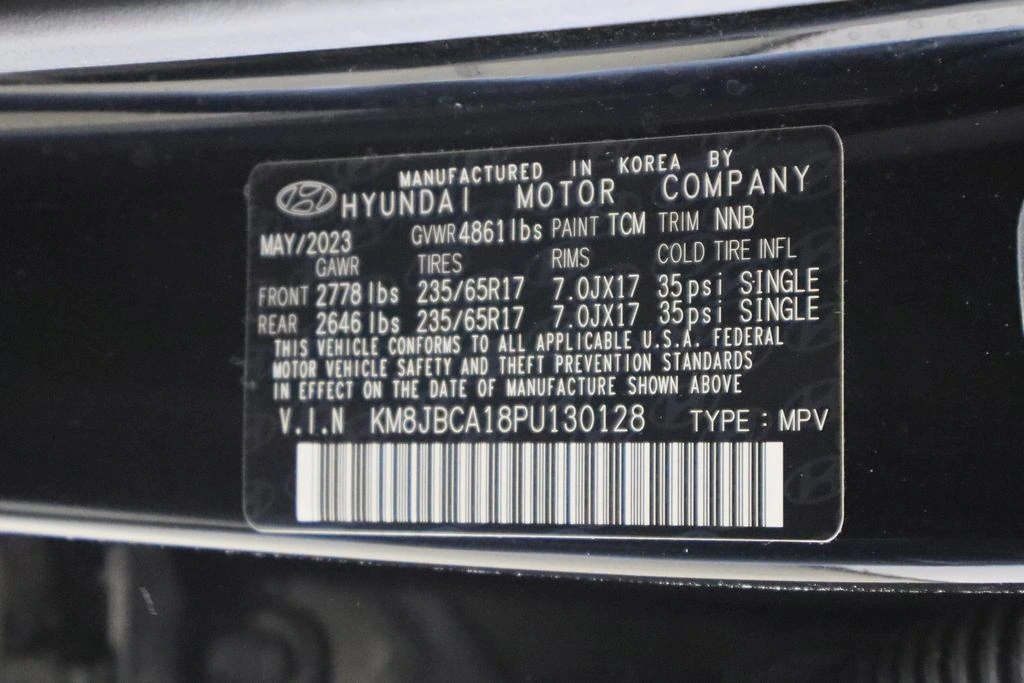 MANUFACTURED IN KOREA BY
HYUNDAI MOTOR COMPANY
MAY/2023 GVWR 4861 lbs PAINT TCM TRIM NNB
GAWR TIRES RIMS COLD TIRE INFL
FRONT 2778 lbs 235/65R17 7.0JX17 35psi SINGLE
REAR 2646 lbs 235/65R17 7.0JX17 35psi SINGLE
THIS VEHICLE CONFORMS TO ALL APPLICABLE U.S.A. FEDERAL
MOTOR VEHICLE SAFETY AND THEFT PREVENTION STANDARDS
IN EFFECT ON THE DATE OF MANUFACTURE SHOWN ABOVE
V.I.N KM8JBCA18PU130128 TYPE : MPV